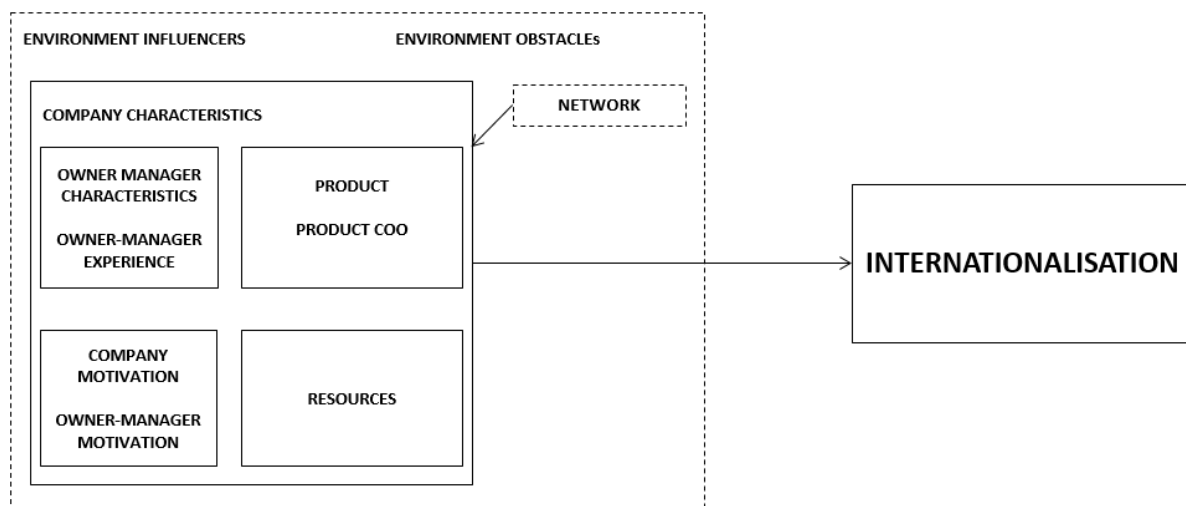 ENVIRONMENT INFLUENCERS
ENVIRONMENT OBSTACLEs
NETWORK
COMPANY CHARACTERISTICS
OWNER MANAGER
CHARACTERISTICS
OWNER-MANAGER
EXPERIENCE
PRODUCT
PRODUCT COO
INTERNATIONALISATION
COMPANY
MOTIVATION
OWNER-MANAGER
MOTIVATION
RESOURCES